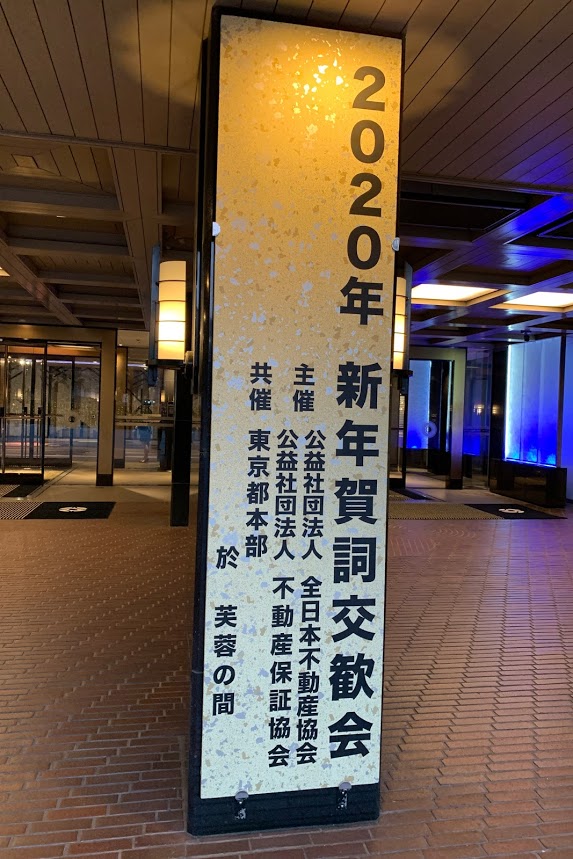 2020年 新年賀詞交歓会
主催 公益社団法人 全日本不動産協会
公益社団法人 不動産保証協会
共催 東京都本部
於 芙蓉の間